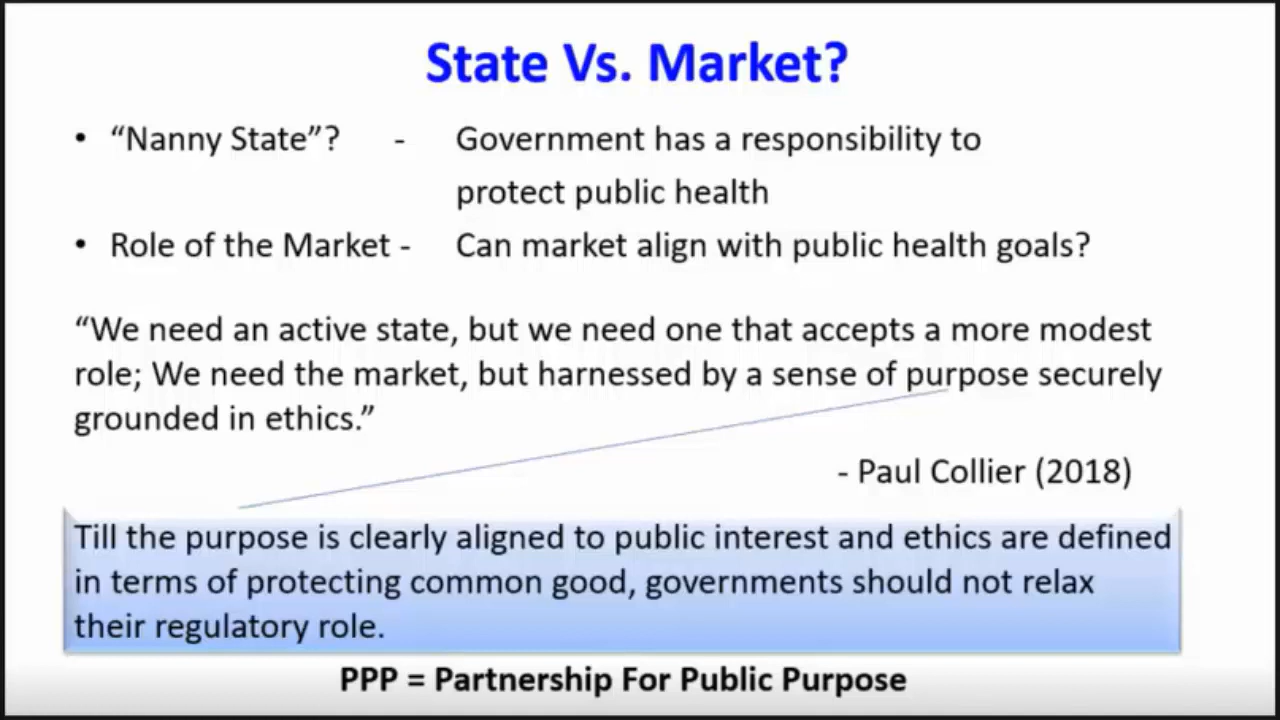 State Vs. Market?
• “Nanny State”? - Government has a responsibility to
protect public health
• Role of the Market - Can market align with public health goals?
“We need an active state, but we need one that accepts a more modest
role; We need the market, but harnessed by a sense of purpose securely
grounded in ethics.”
- Paul Collier (2018)
Till the purpose is clearly aligned to public interest and ethics are defined
in terms of protecting common good, governments should not relax
their regulatory role.
PPP = Partnership For Public Purpose